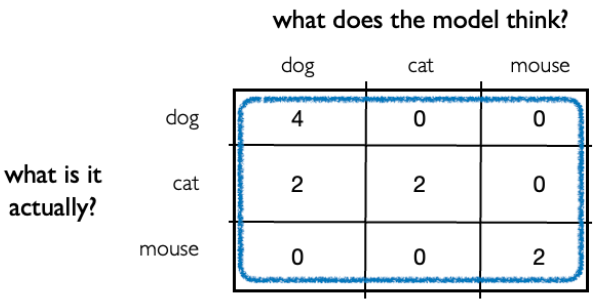 what does the model think?
dog cat mouse
dog 4 0 0
what is it
actually?
cat 2 2 0
mouse 0 0 2